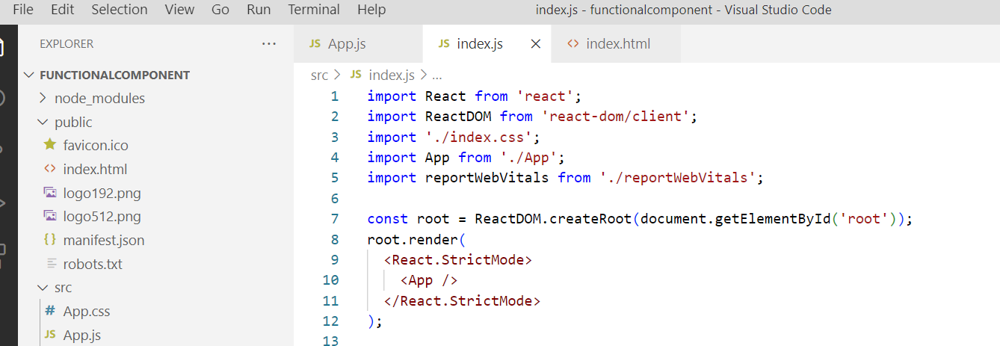 File Edit Selection View Go Run Terminal Help index.js - functionalcomponent - Visual Studio Code
EXPLORER ...
FUNCTIONALCOMPONENT
node_modules
public
favicon.ico
<> index.html
logo192.png
logo512.png
{} manifest.json
robots.txt
src
# App.css
JS App.js
JS App.js JS index.js × <> index.html
src > JS index.js > ...
1 import React from 'react';
2 import ReactDOM from 'react-dom/client';
3 import './index.css';
4 import App from './App';
5 import reportWebVitals from './reportWebVitals';
6
7 const root = ReactDOM.createRoot(document.getElementById('root'));
8 root.render(
9 <React.StrictMode>
10 <App />
11 </React.StrictMode>
12 );
13